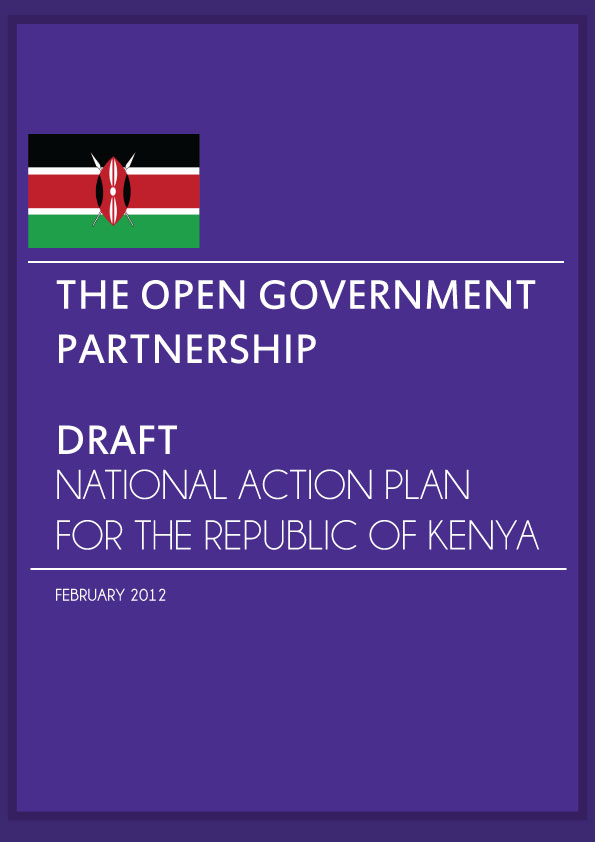 THE OPEN GOVERNMENT
PARTNERSHIP
DRAFT
NATIONAL ACTION PLAN
FOR THE REPUBLIC OF KENYA
FEBRUARY 2012